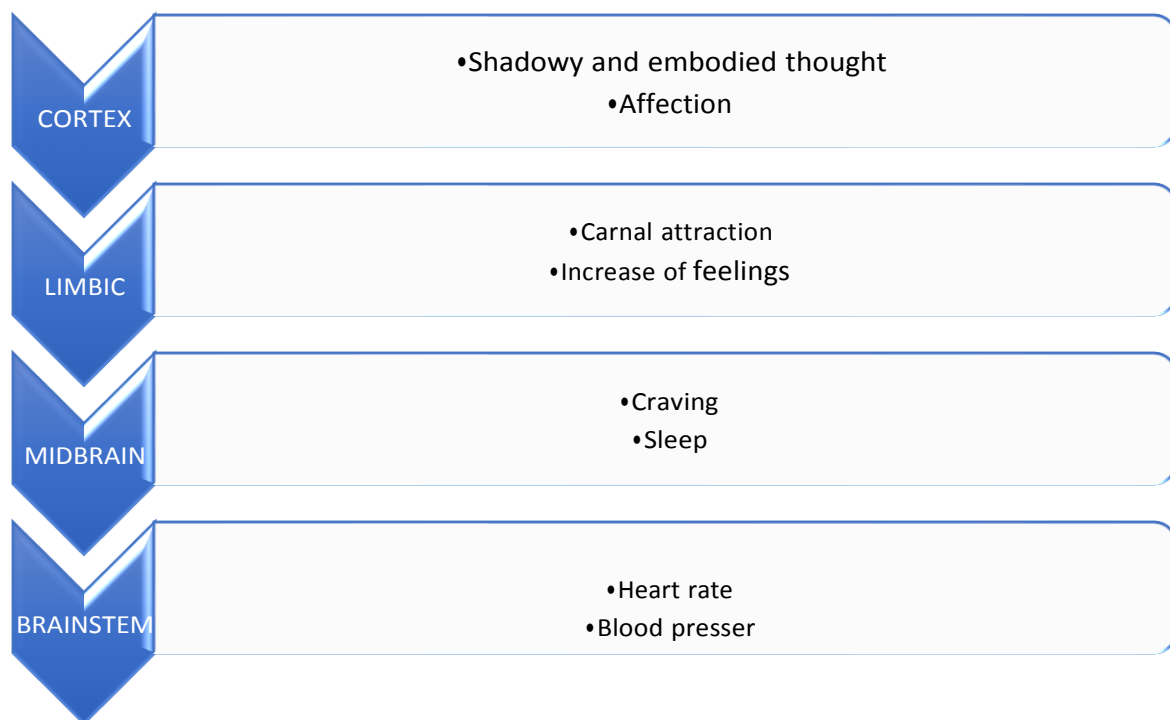 •Shadowy and embodied thought
•Affection
CORTEX
•Carnal attraction
•Increase of feelings
LIMBIC
•Craving
•Sleep
MIDBRAIN
•Heart rate
•Blood presser
BRAINSTEM